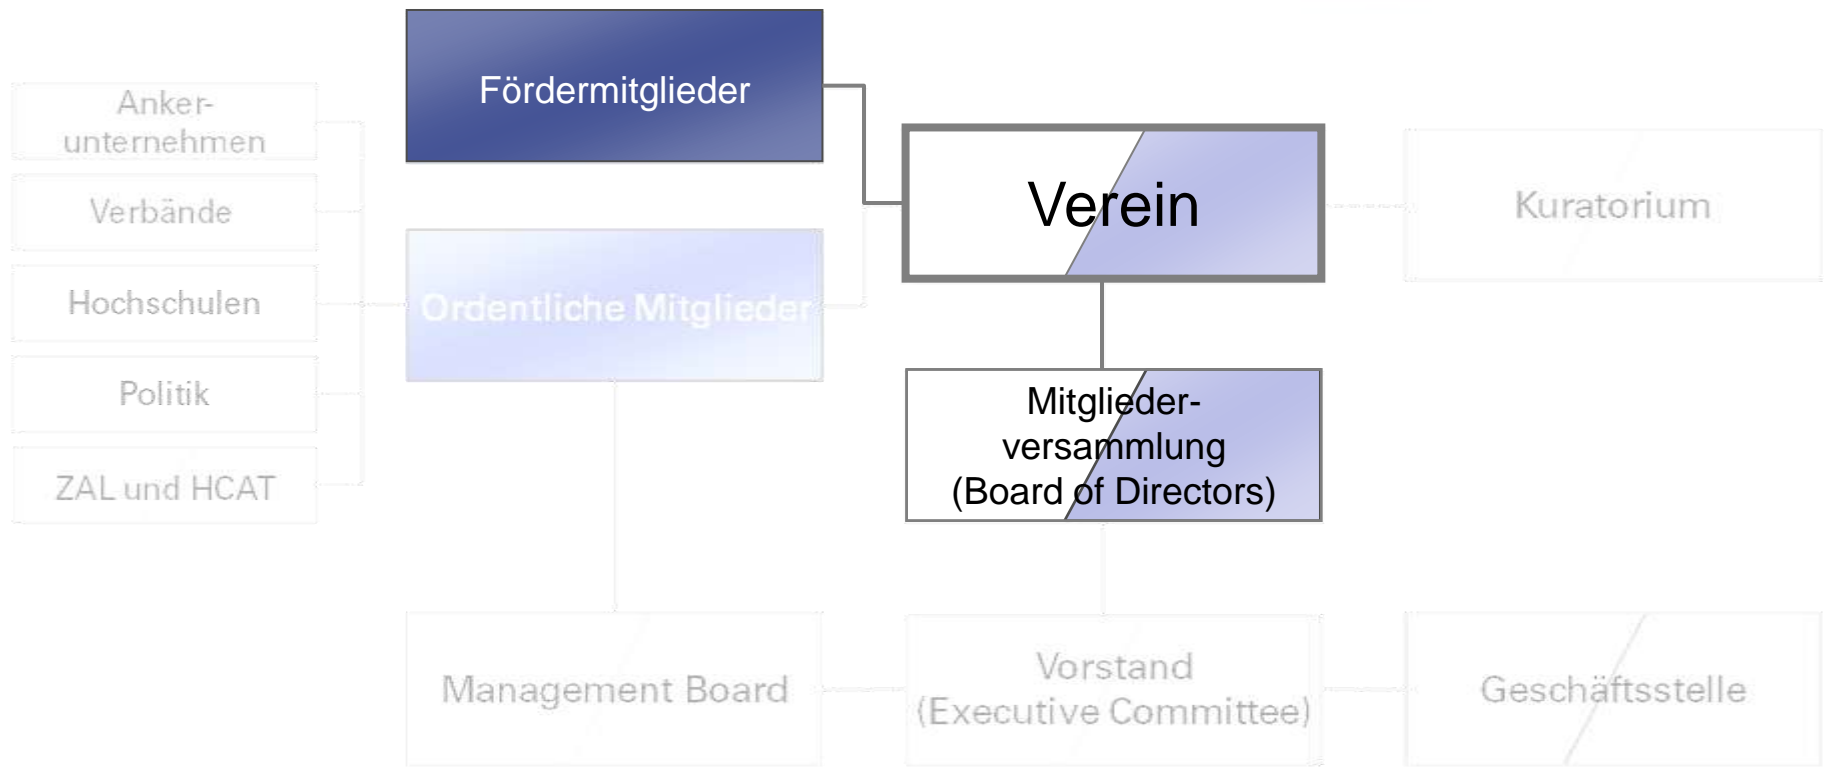 Fördermitglieder
Anker-
unternehmen
Verbände
Hochschulen
Politik
ZAL und HCAT
Ordentliche Mitglieder
Verein
Kuratorium
Mitglieder-
versammlung
(Board of Directors)
Management Board
Vorstand
(Executive Committee)
Geschäftsstelle